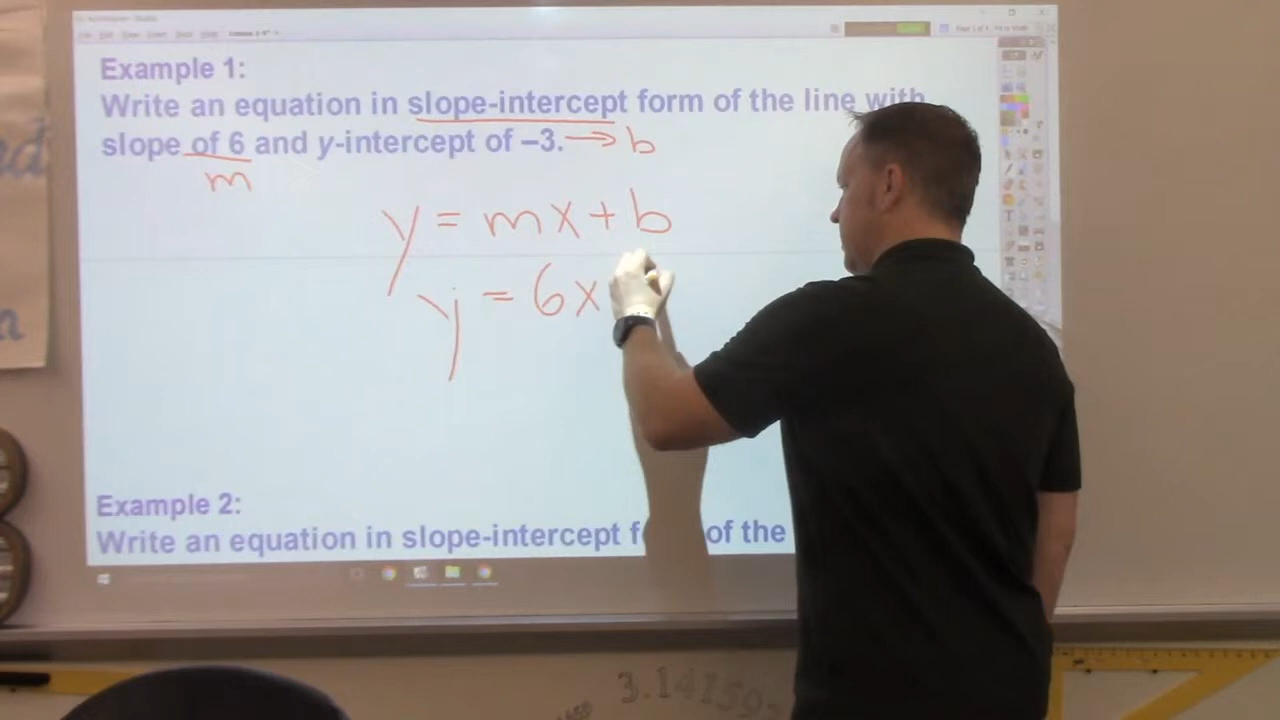 Example 1:
Write an equation in slope-intercept form of the line with
slope of 6 and y-intercept of –3. → b
m
y = mx + b
y = 6x
Example 2:
Write an equation in slope-intercept of the
3.141592